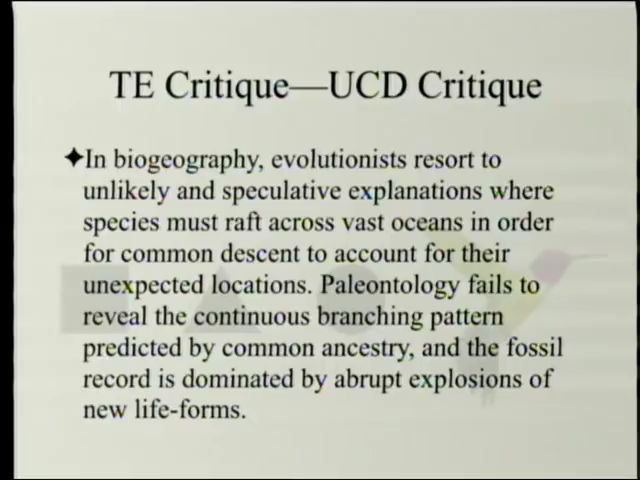 TE Critique—UCD Critique
✦In biogeography, evolutionists resort to
unlikely and speculative explanations where
species must raft across vast oceans in order
for common descent to account for their
unexpected locations. Paleontology fails to
reveal the continuous branching pattern
predicted by common ancestry, and the fossil
record is dominated by abrupt explosions of
new life-forms.